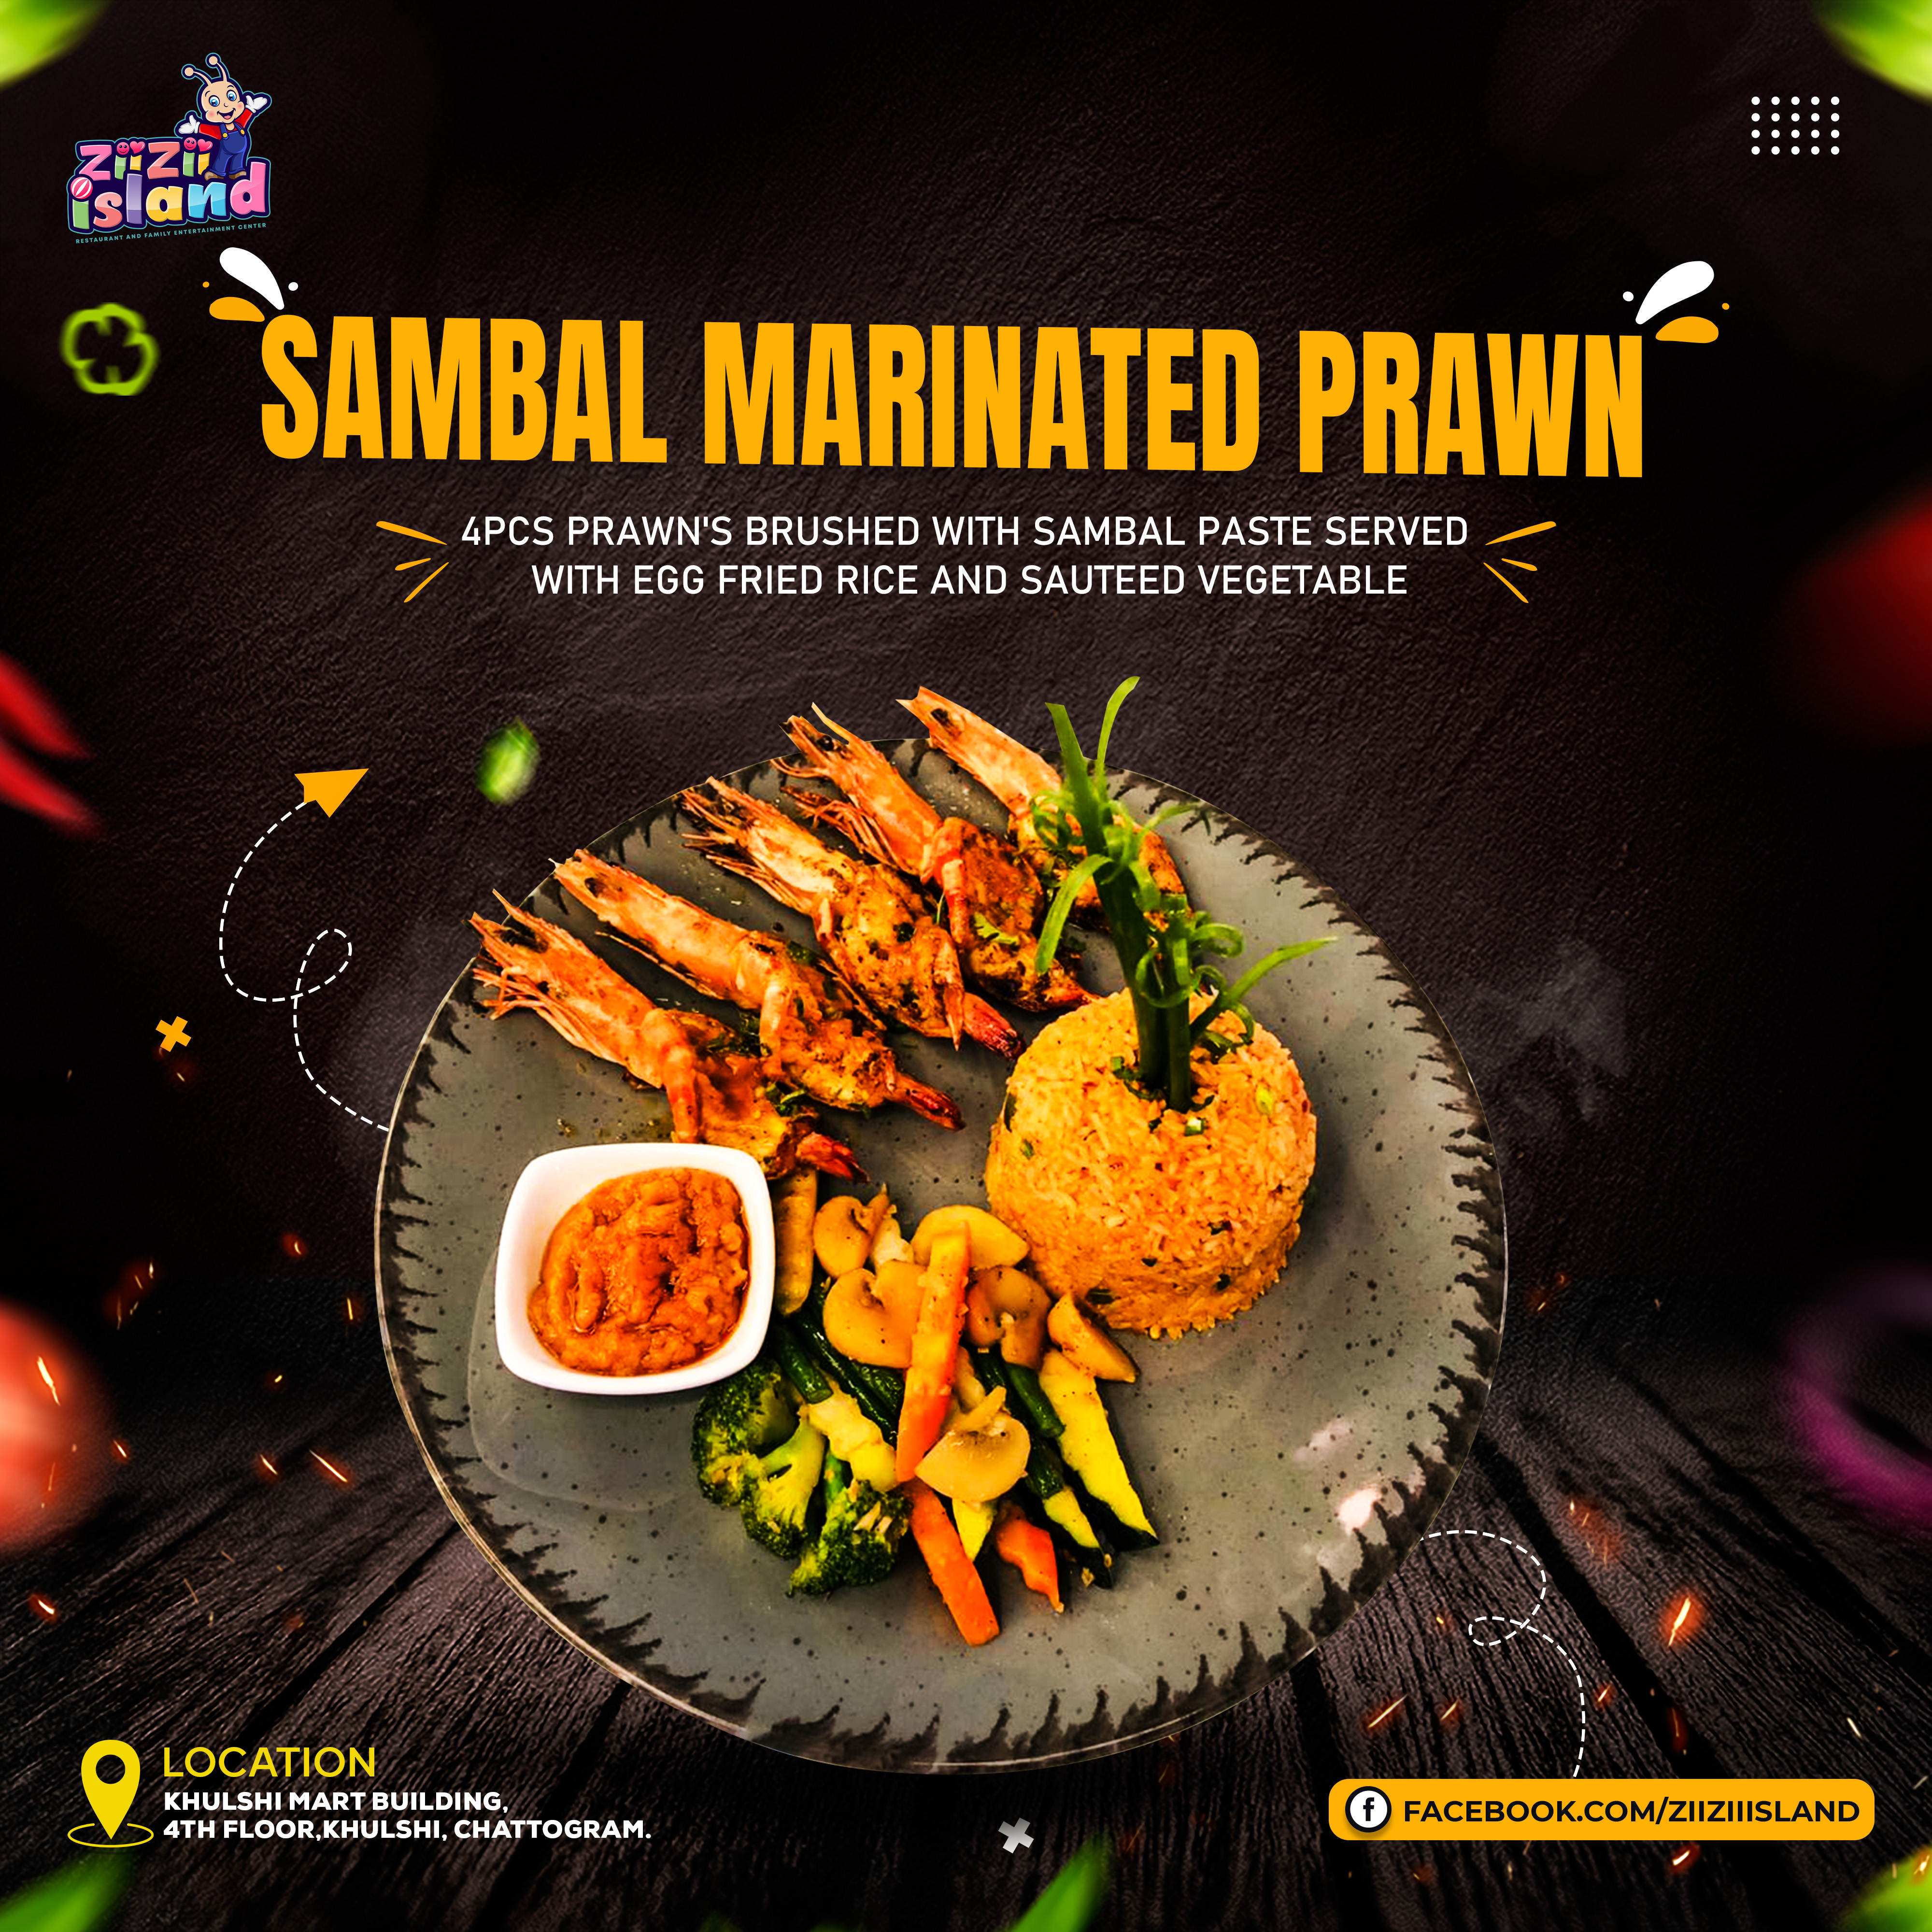 ZiiZii
island
RESTAURANT AND FAMILY ENTERTAINMENT CENTER
SAMBAL MARINATED PRAWN
4PCS PRAWN'S BRUSHED WITH SAMBAL PASTE SERVED
WITH EGG FRIED RICE AND SAUTEED VEGETABLE
LOCATION
KHULSHI MART BUILDING,
4TH FLOOR,KHULSHI, CHATTOGRAM.
f FACEBOOK.COM/ZIIZIIISLAND